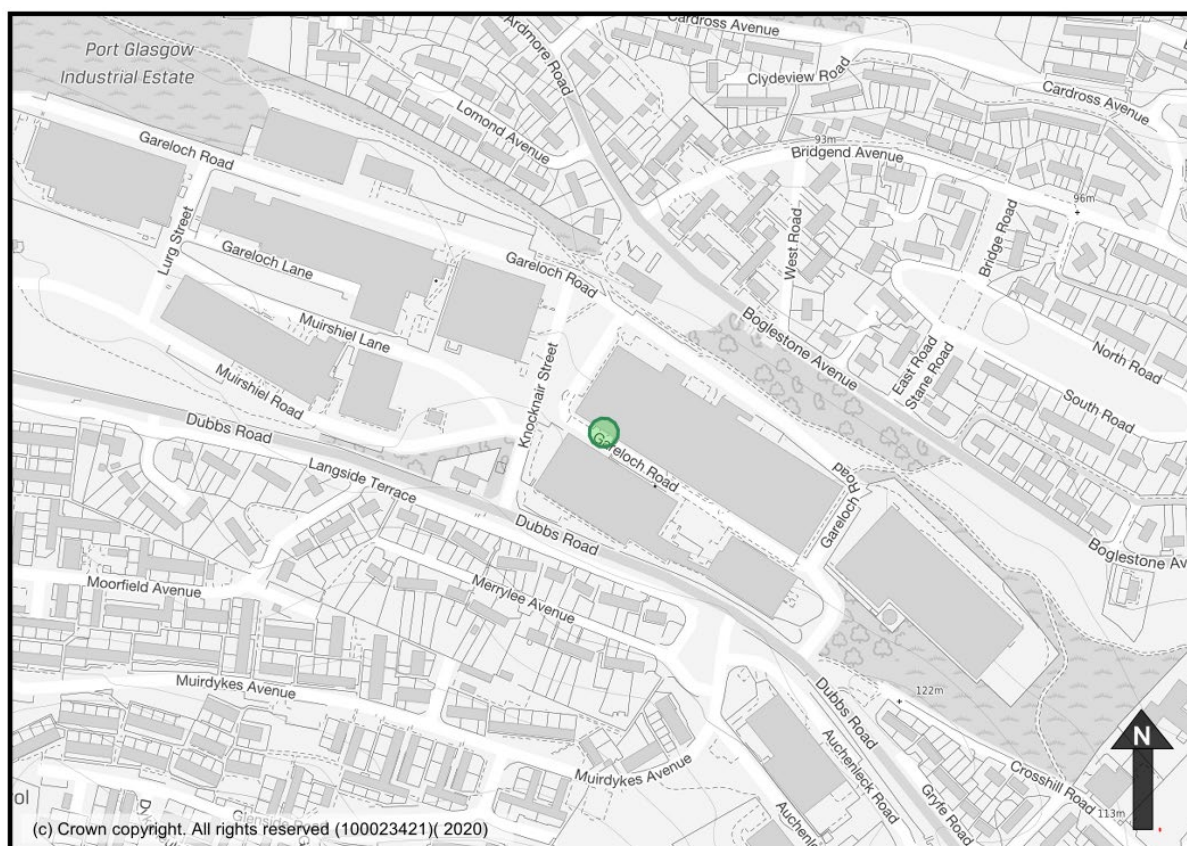 Cardross Avenue
Port Glasgow
Industrial Estate
Ardmore Road
Clydeview Road
Cardross Avenue
Lomond Avenue
93m
Gareloch Road
Bridgend Avenue
96m
Lurg Street
West Road
Bridge Road
Gareloch Lane
Gareloch Road
Muirshiel Lane
Boglestone Avenue
East Road
Stane Road
North Road
Muirshiel Road
Knocknair Street
South Road
Dubbs Road
Gareloch Road
Langside Terrace
Gareloch Road
Dubbs Road
Boglestone Av
Moorfield Avenue
Merrylee Avenue
Muirdykes Avenue
122m
Dubbs Road
N
Muirdykes Avenue
Auchenleck Road
Crosshill Road
ol
Gryfe Road
113m
Auchenl
(c) Crown copyright. All rights reserved (100023421)( 2020)